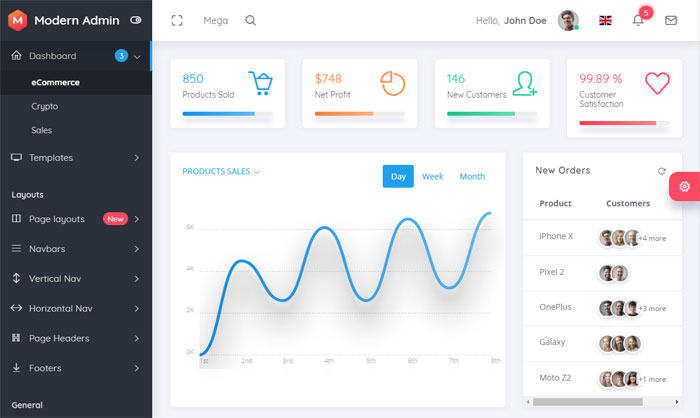 Modern Admin
Mega
Hello, John Doe
5
Dashboard
3
eCommerce
Crypto
Sales
Templates
Layouts
Page layouts
New
Navbars
Vertical Nav
Horizontal Nav
Page Headers
Footers
General
850
Products Sold
$748
Net Profit
146
New Customers
99.89 %
Customer
Satisfaction
PRODUCTS SALES
Day
Week
Month
6K
4K
2K
0K
1st
2nd
3rd
4th
5th
6th
7th
8th
New Orders
Product
Customers
iPhone X
+4 more
Pixel 2
OnePlus
+3 more
Galaxy
Moto Z2
+1 more